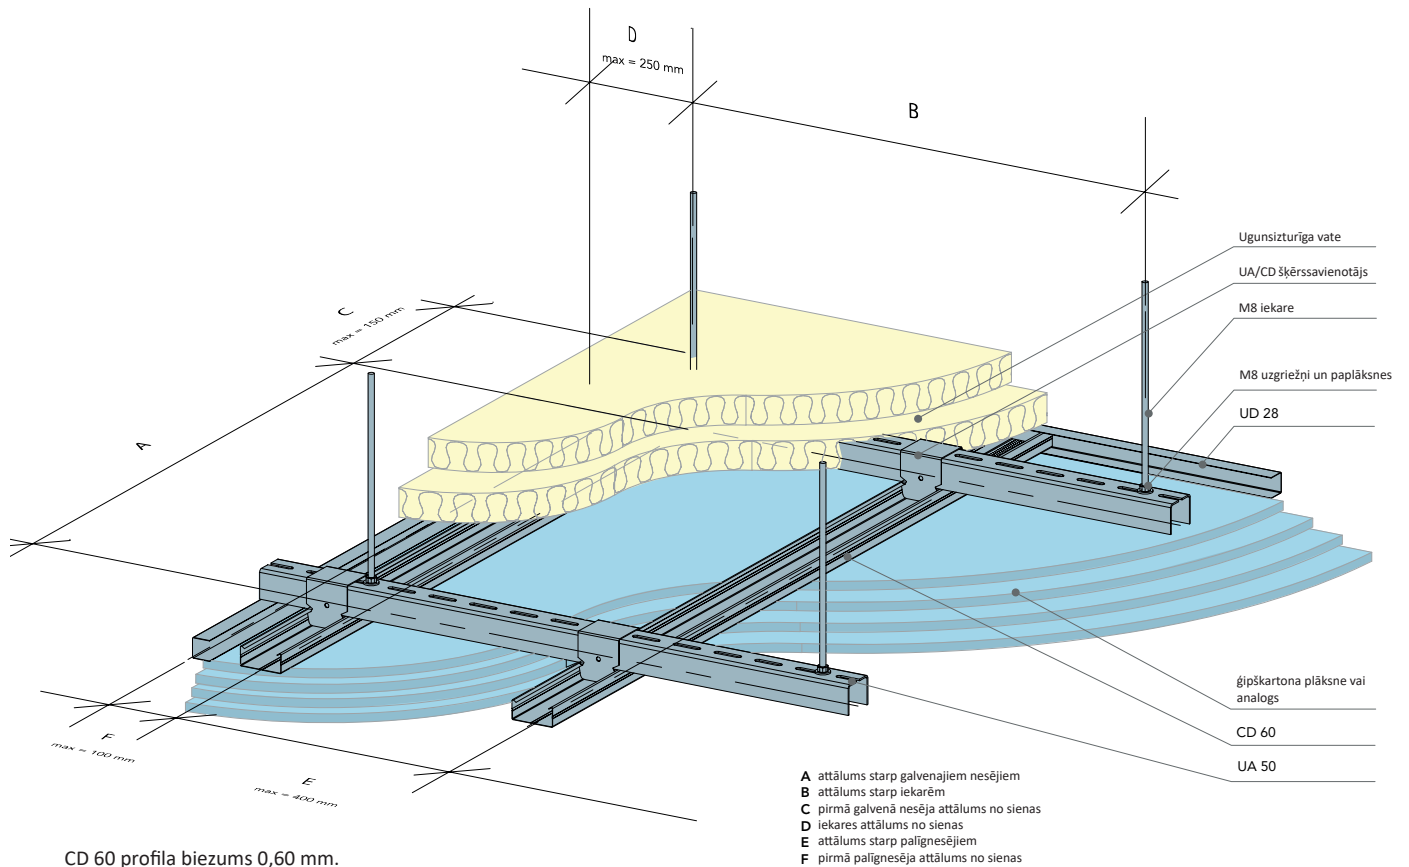 D
max = 250 mm
B
Ugunsizturīga vate
UA/CD šķērssavienotājs
C
max = 150 mm
M8 iekare
M8 uzgriežņi un paplāksnes
UD 28
A
ģipškartona plāksne vai
analogs
CD 60
UA 50
F
max = 100 mm
E
max = 400 mm
A attālums starp galvenajiem nesējiem
B attālums starp iekarēm
C pirmā galvenā nesēja attālums no sienas
D iekares attālums no sienas
E attālums starp palīgnesējiem
F pirmā palīgnesēja attālums no sienas
CD 60 profila biezums 0,60 mm.